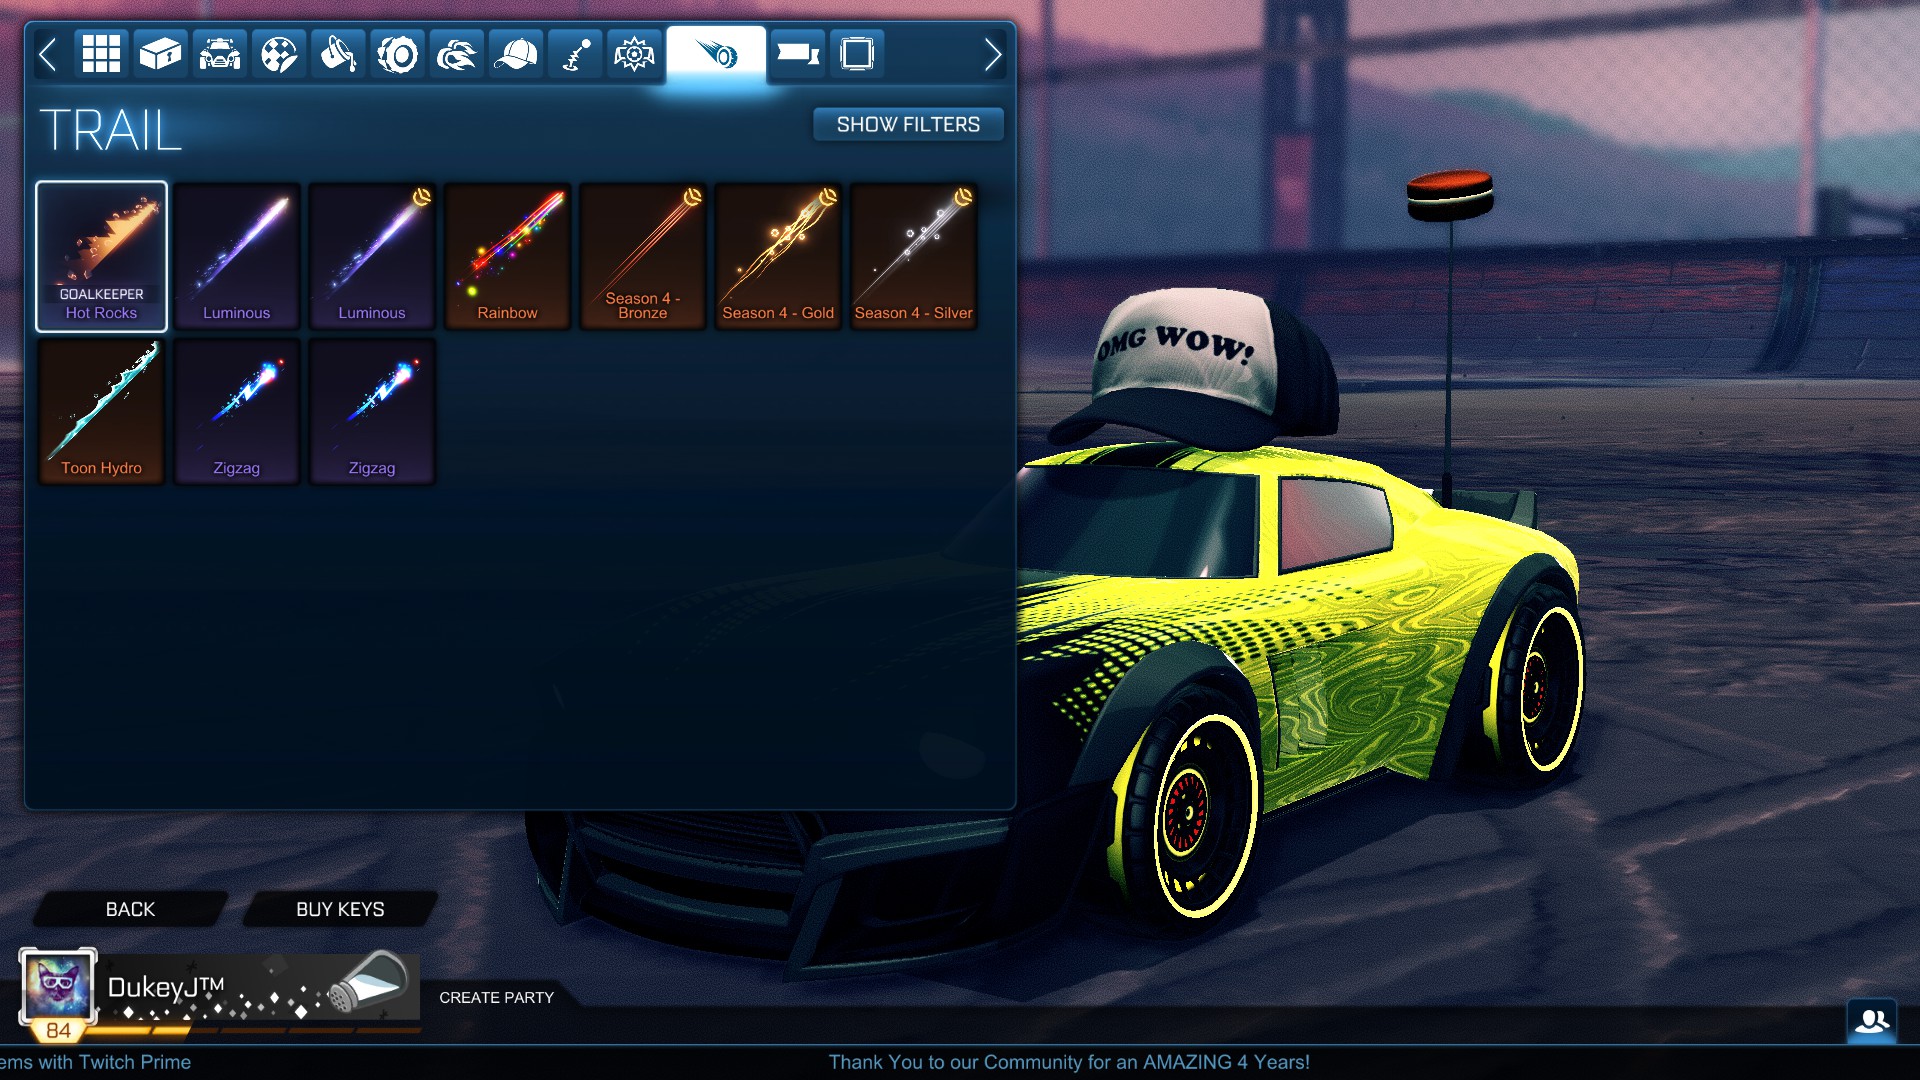 TRAIL
SHOW FILTERS
GOALKEEPER
Hot Rocks
Luminous
Luminous
Rainbow
Season 4 -
Bronze
Season 4 - Gold
Season 4 - Silver
Toon Hydro
Zigzag
Zigzag
OMG WOW!
BACK
BUY KEYS
DukeyJ™
84
CREATE PARTY
ems with Twitch Prime
Thank You to our Community for an AMAZING 4 Years!